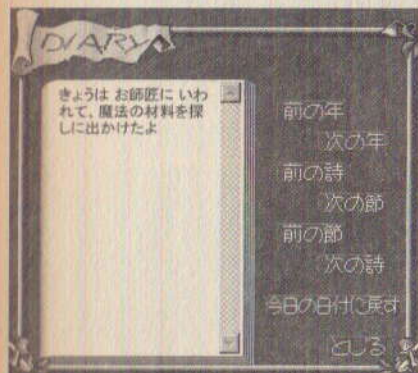 DIARY
きょうは お師匠に いわ
れて、魔法の材料を探
しに出かけたよ
前の年
次の年
前の詩
次の節
前の節
次の詩
今日の日付に戻す
とじる